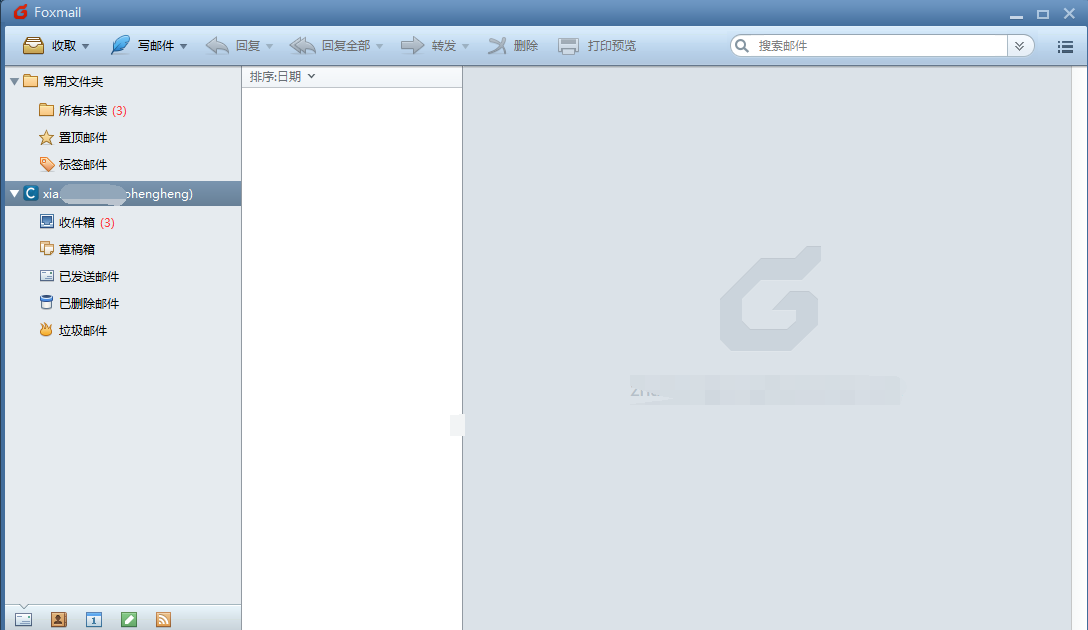 Foxmail
收取 写邮件 回复 回复全部 转发 删除 打印预览 搜索邮件
常用文件夹 排序:日期
所有未读 (3)
置顶邮件
标签邮件
C xia hengheng)
收件箱 (3)
草稿箱
已发送邮件
已删除邮件
垃圾邮件
1